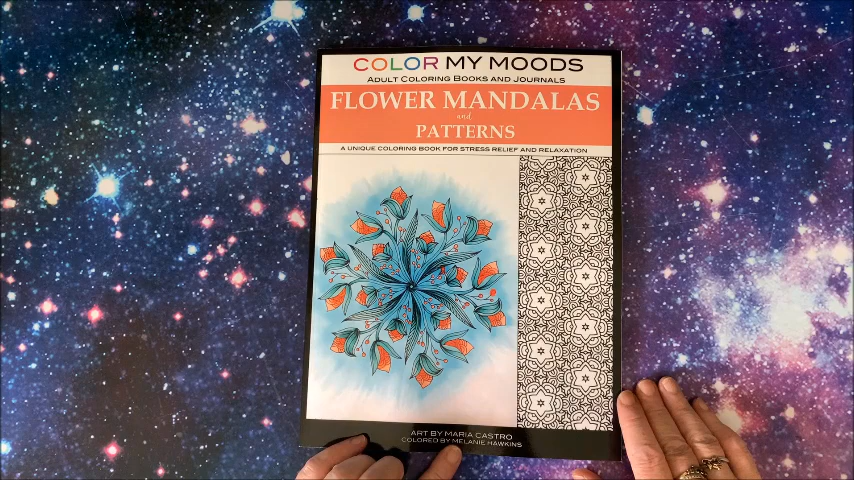 COLOR MY MOODS
ADULT COLORING BOOKS AND JOURNALS
FLOWER MANDALAS
and
PATTERNS
A UNIQUE COLORING BOOK FOR STRESS RELIEF AND RELAXATION
ART BY MARIA CASTRO
COLORED BY MELANIE HAWKINS